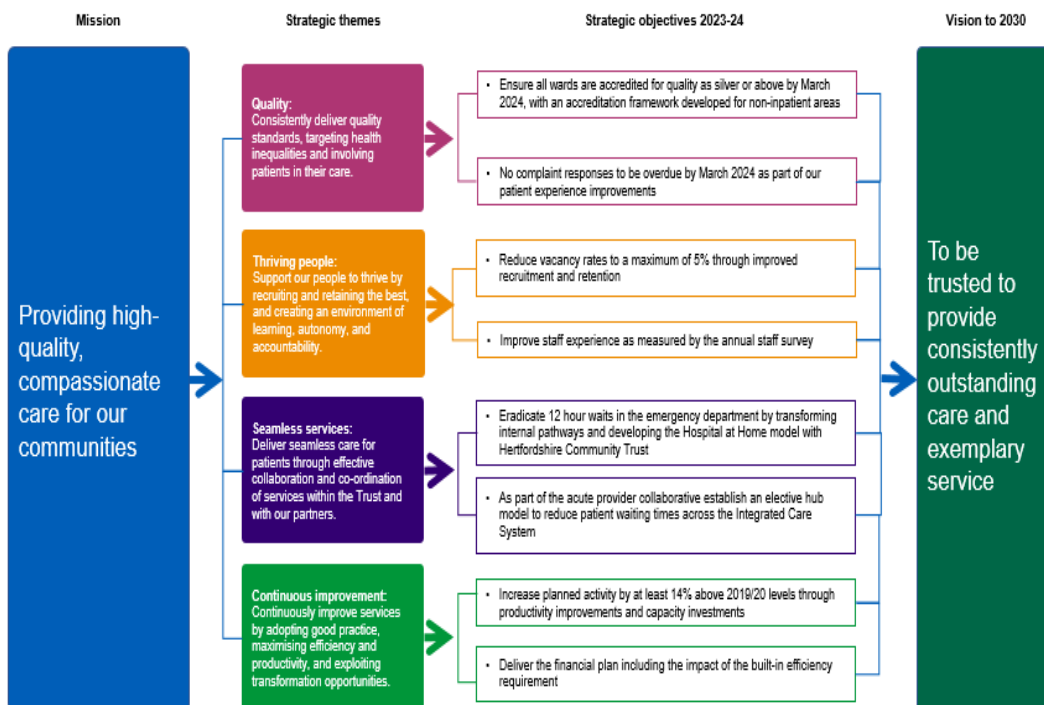 Mission
Strategic themes
Strategic objectives 2023-24
Vision to 2030
Providing high-
quality,
compassionate
care for our
communities
Quality:
Consistently deliver quality
standards, targeting health
inequalities and involving
patients in their care.
• Ensure all wards are accredited for quality as silver or above by March
2024, with an accreditation framework developed for non-inpatient areas
• No complaint responses to be overdue by March 2024 as part of our
patient experience improvements
Thriving people:
Support our people to thrive by
recruiting and retaining the best,
and creating an environment of
learning, autonomy, and
accountability.
• Reduce vacancy rates to a maximum of 5% through improved
recruitment and retention
• Improve staff experience as measured by the annual staff survey
Seamless services:
Deliver seamless care for
patients through effective
collaboration and co-ordination
of services within the Trust and
with our partners.
• Eradicate 12 hour waits in the emergency department by transforming
internal pathways and developing the Hospital at Home model with
Hertfordshire Community Trust
• As part of the acute provider collaborative establish an elective hub
model to reduce patient waiting times across the Integrated Care
System
Continuous improvement:
Continuously improve services
by adopting good practice,
maximising efficiency and
productivity, and exploiting
transformation opportunities.
• Increase planned activity by at least 14% above 2019/20 levels through
productivity improvements and capacity investments
• Deliver the financial plan including the impact of the built-in efficiency
requirement
To be
trusted to
provide
consistently
outstanding
care and
exemplary
service